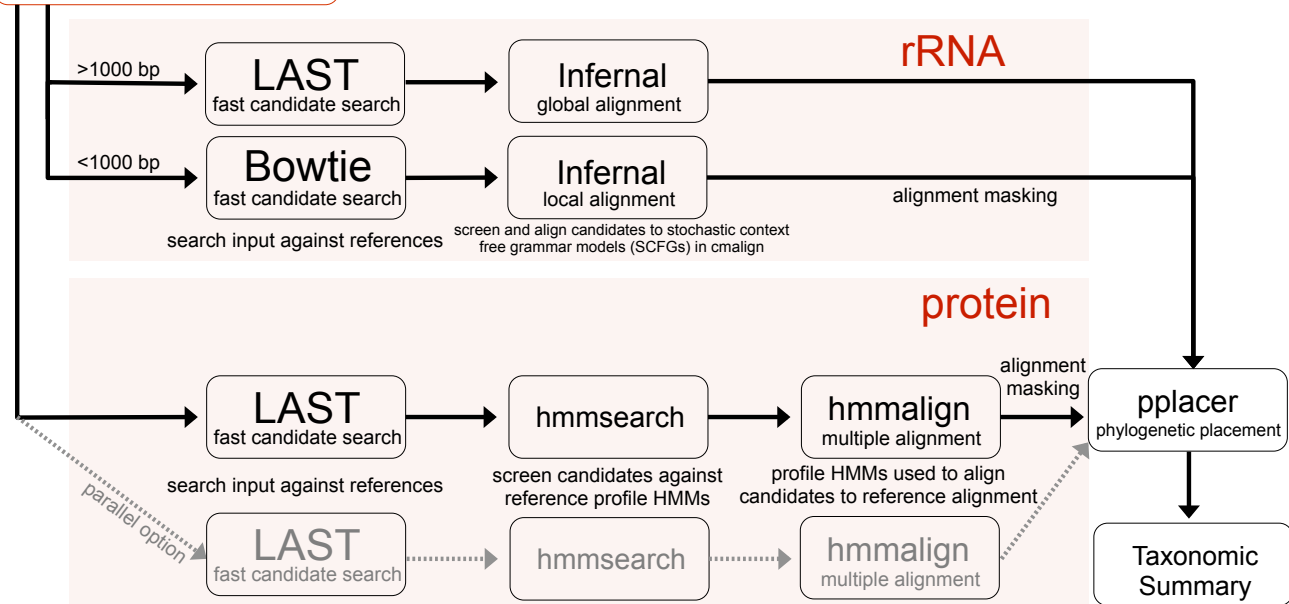 rRNA
>1000 bp
LAST
fast candidate search
Infernal
global alignment
<1000 bp
Bowtie
fast candidate search
Infernal
local alignment
alignment masking
search input against references
screen and align candidates to stochastic context
free grammar models (SCFGs) in cmalign
protein
LAST
fast candidate search
hmmsearch
hmmalign
multiple alignment
alignment
masking
pplacer
phylogenetic placement
search input against references
screen candidates against
reference profile HMMs
profile HMMs used to align
candidates to reference alignment
parallel option
LAST
fast candidate search
hmmsearch
hmmalign
multiple alignment
Taxonomic
Summary